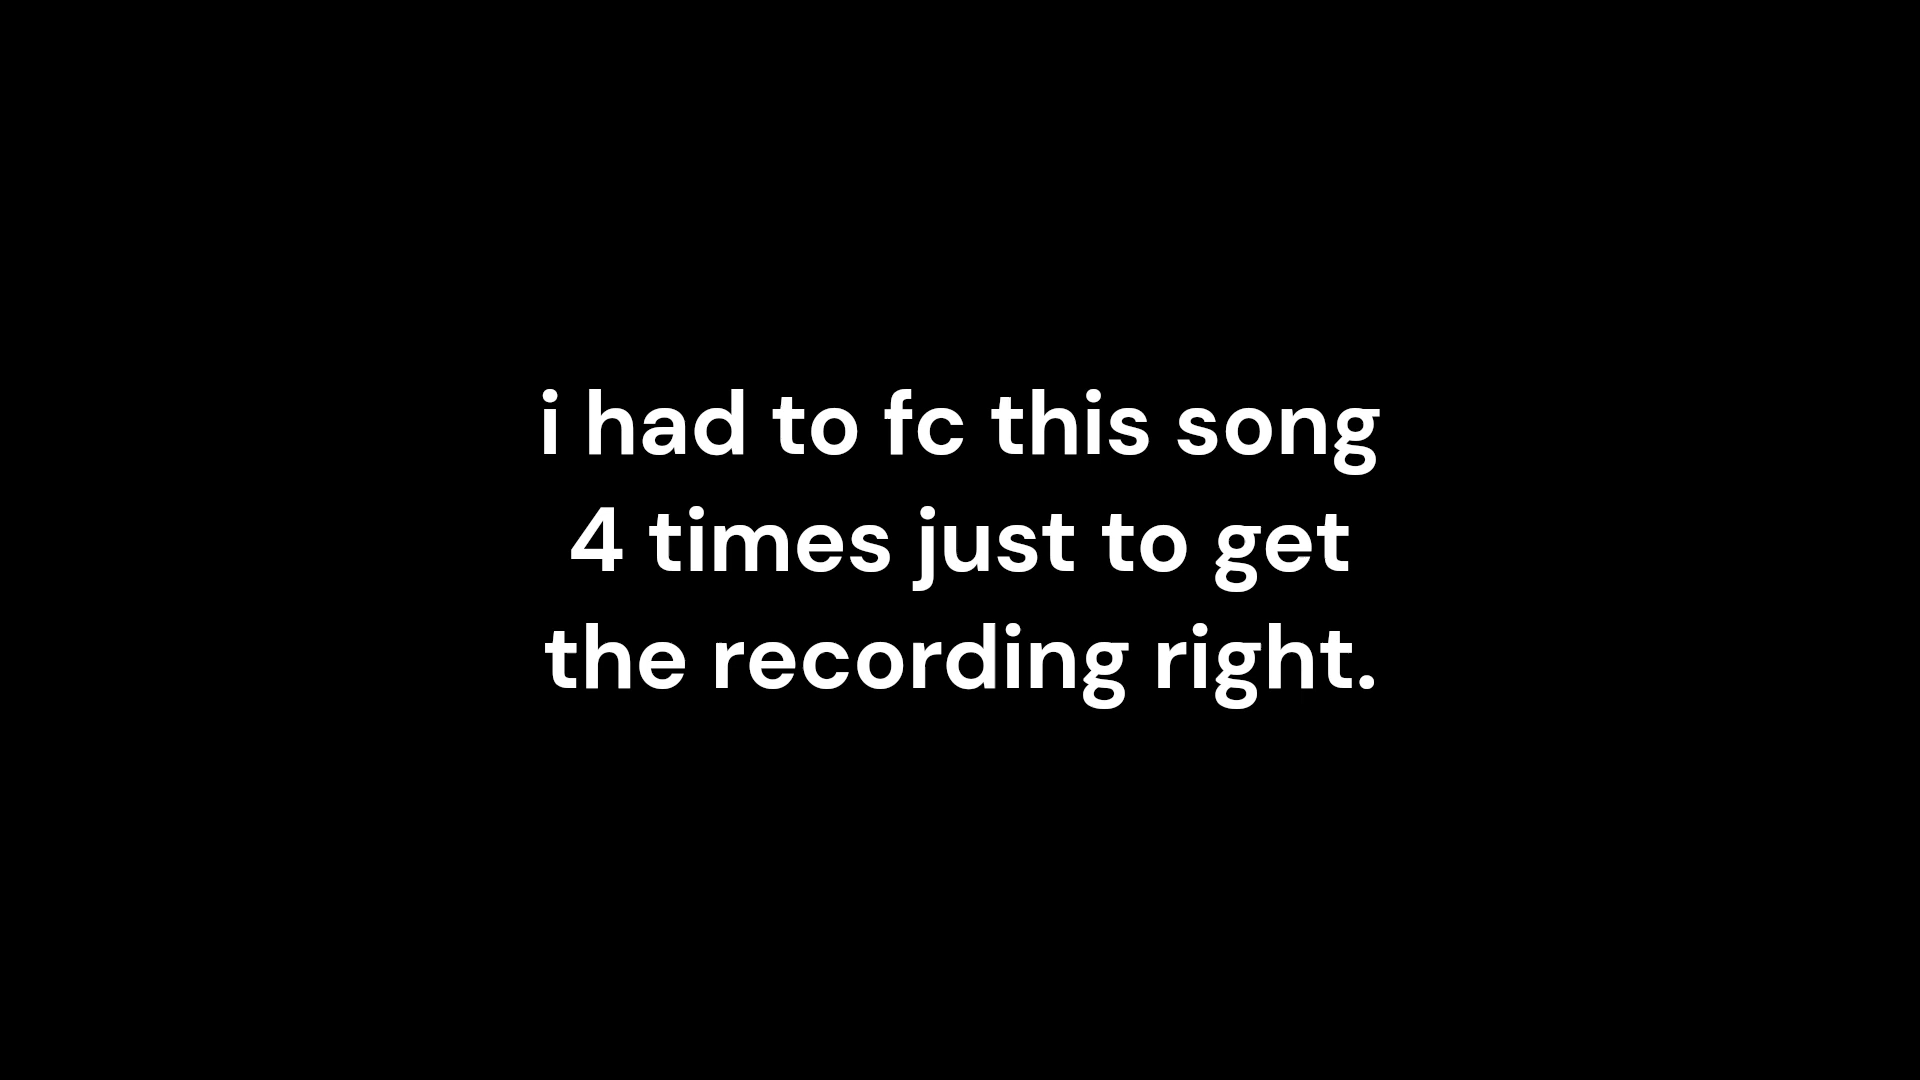 i had to fc this song
4 times just to get
the recording right.